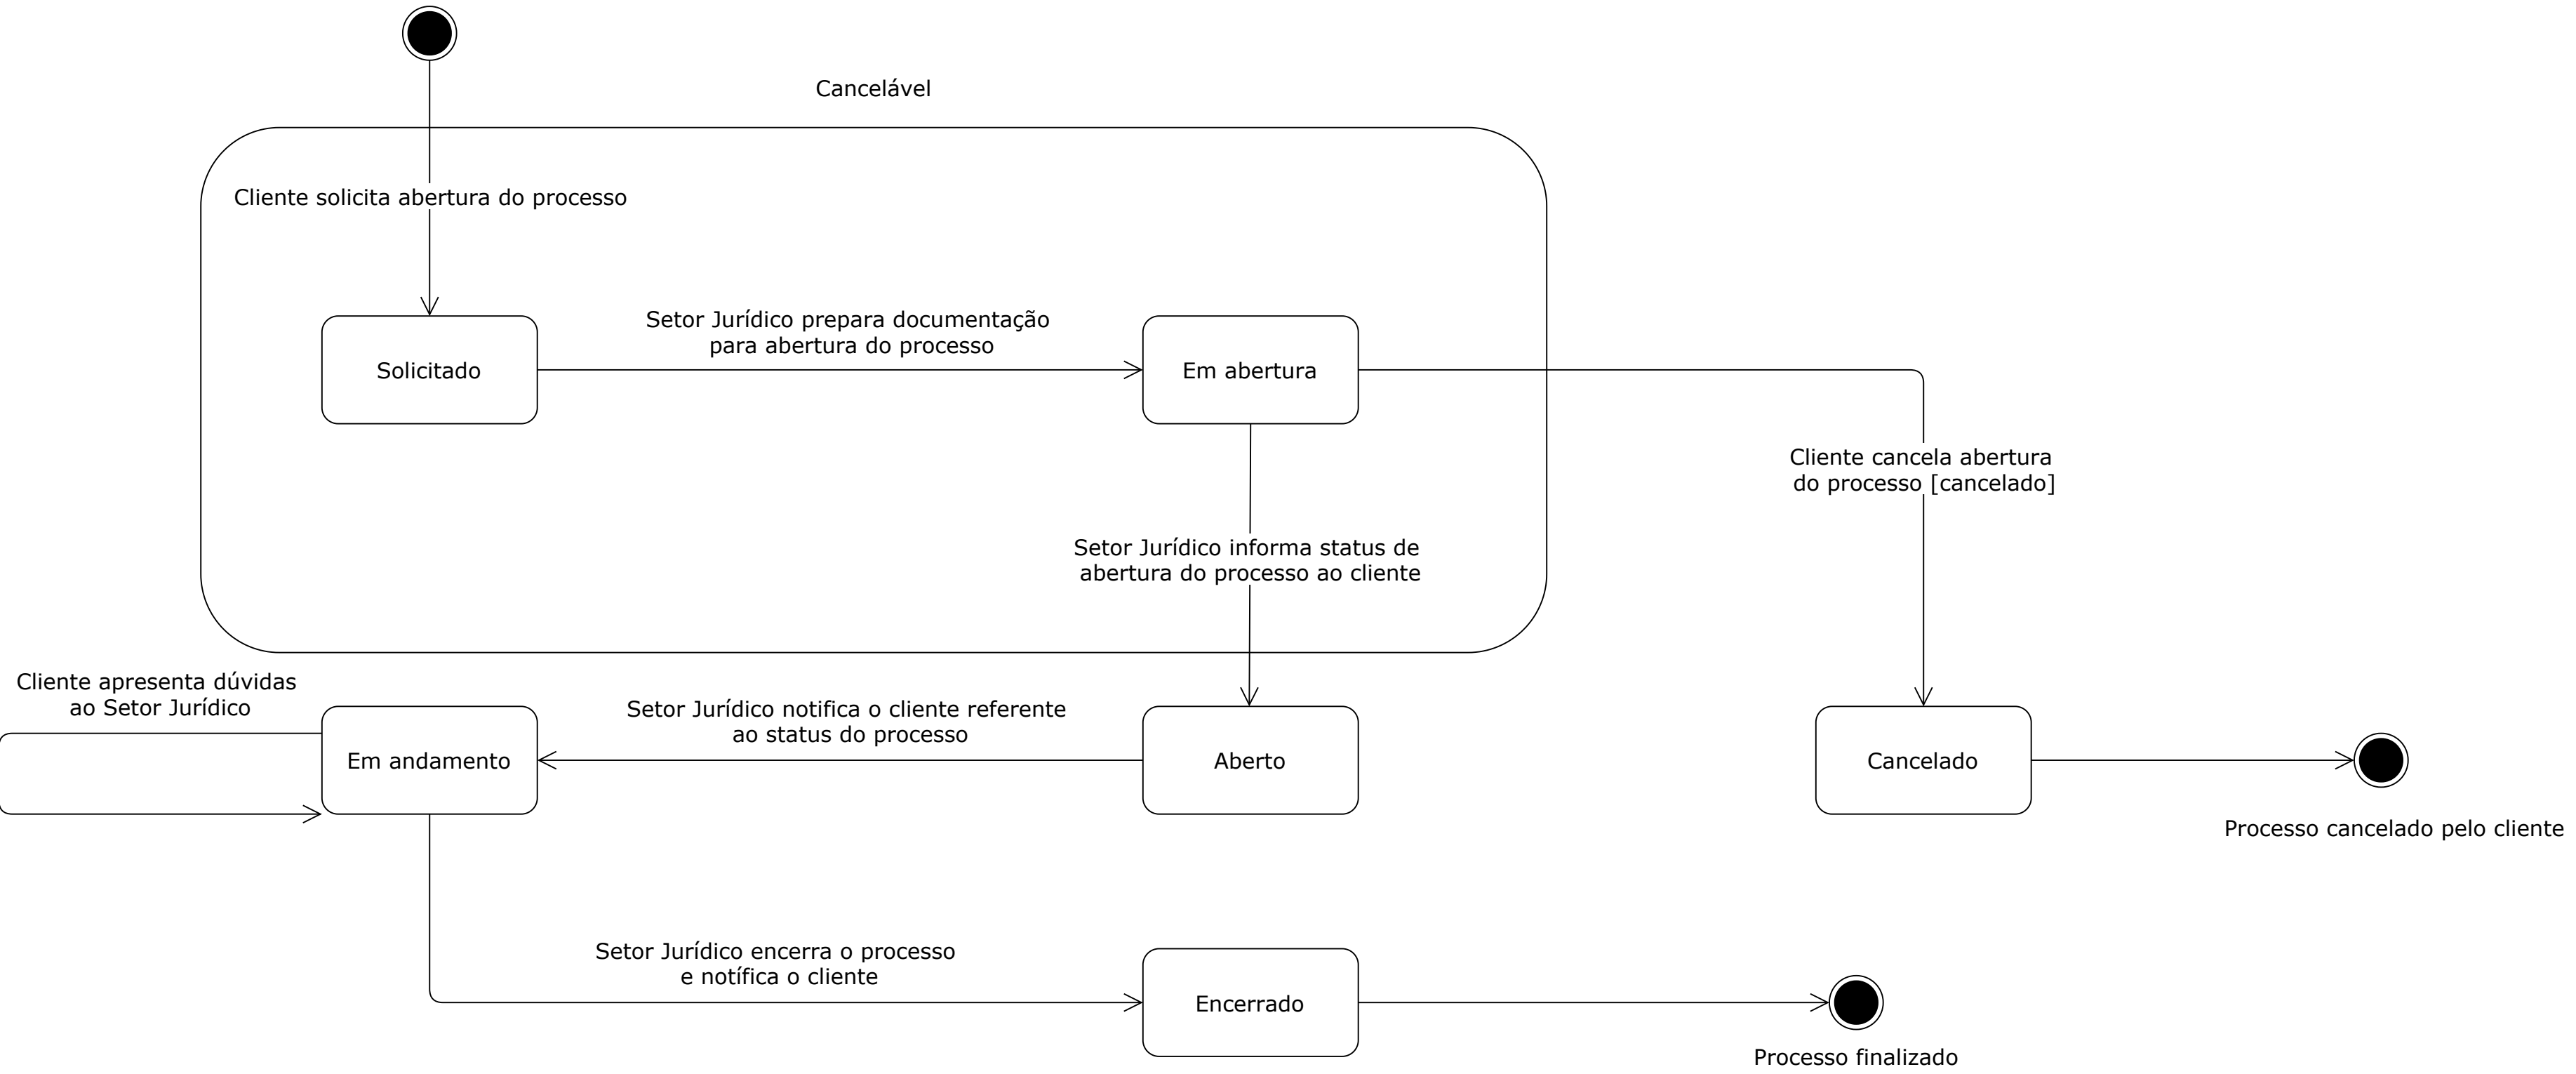 Cancelável
Cliente solicita abertura do processo
Setor Jurídico prepara documentação
para abertura do processo
Solicitado
Em abertura
Cliente cancela abertura
do processo [cancelado]
Setor Jurídico informa status de
abertura do processo ao cliente
Cliente apresenta dúvidas
ao Setor Jurídico
Setor Jurídico notifica o cliente referente
ao status do processo
Em andamento
Aberto
Cancelado
Processo cancelado pelo cliente
Setor Jurídico encerra o processo
e notífica o cliente
Encerrado
Processo finalizado